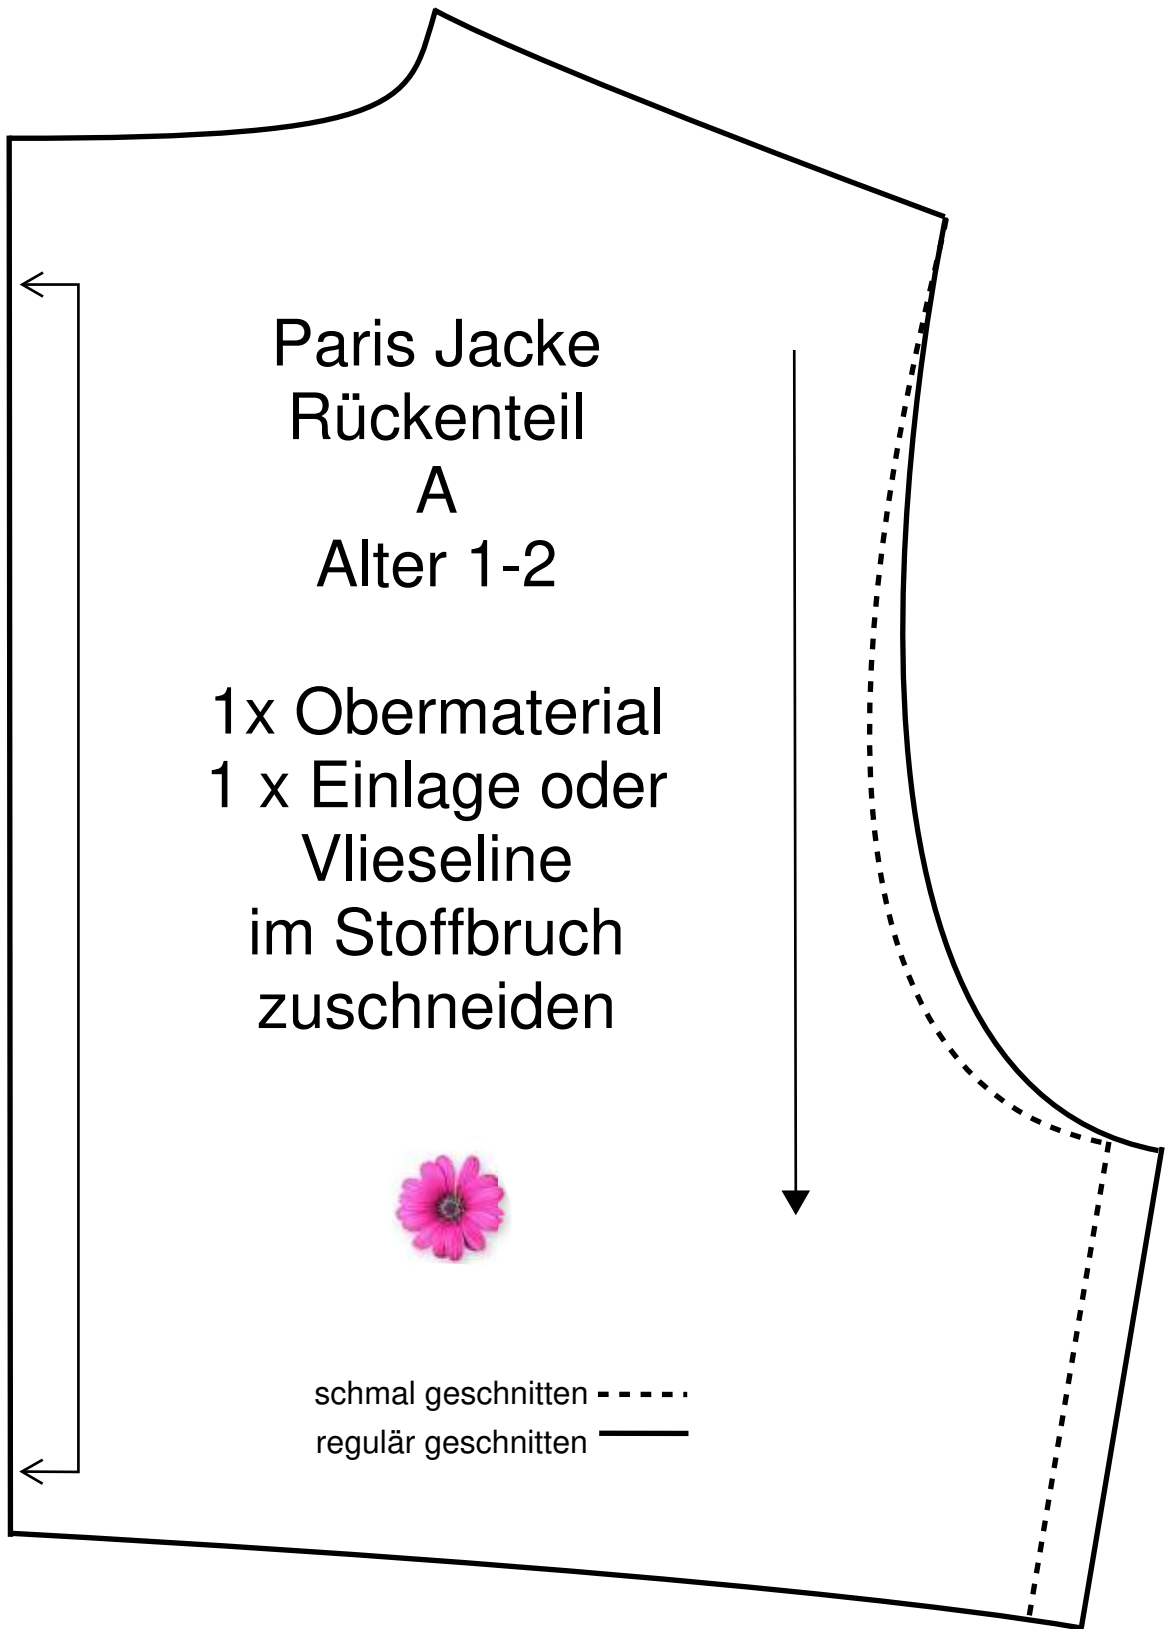 Paris Jacke
Rückenteil
A
Alter 1-2
1x Obermaterial
1 x Einlage oder
Vlieseline
im Stoffbruch
zuschneiden
schmal geschnitten
regulär geschnitten